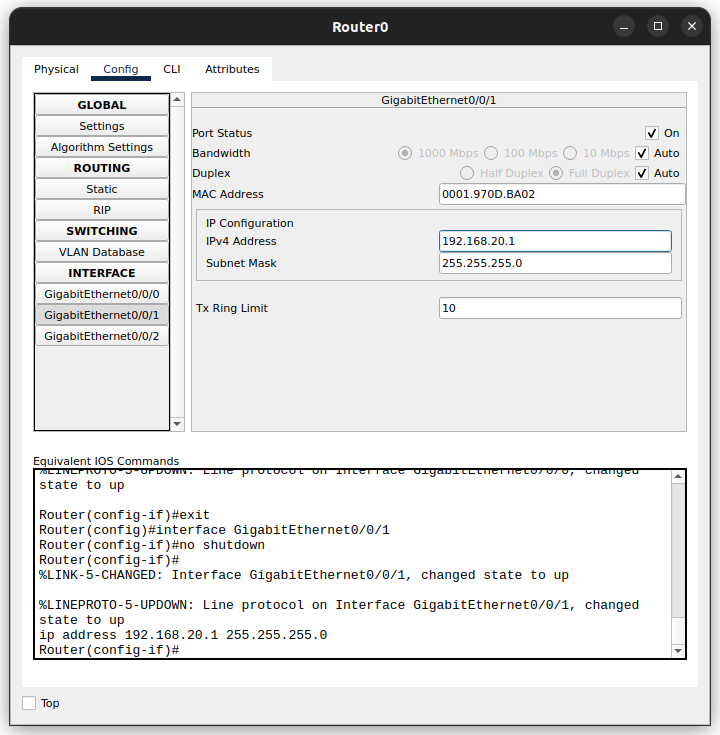 Router0
Physical Config CLI Attributes
GLOBAL
Settings
Algorithm Settings
ROUTING
Static
RIP
SWITCHING
VLAN Database
INTERFACE
GigabitEthernet0/0/0
GigabitEthernet0/0/1
GigabitEthernet0/0/2
GigabitEthernet0/0/1
Port Status On
Bandwidth 1000 Mbps 100 Mbps 10 Mbps Auto
Duplex Half Duplex Full Duplex Auto
MAC Address 0001.970D.BA02
IP Configuration
IPv4 Address 192.168.20.1
Subnet Mask 255.255.255.0
Tx Ring Limit 10
Equivalent IOS Commands
%LINEPROTO-5-UPDOWN: Line protocol on Interface GigabitEthernet0/0/0, changed
state to up
Router(config-if)#exit
Router(config)#interface GigabitEthernet0/0/1
Router(config-if)#no shutdown
Router(config-if)#
%LINK-5-CHANGED: Interface GigabitEthernet0/0/1, changed state to up
%LINEPROTO-5-UPDOWN: Line protocol on Interface GigabitEthernet0/0/1, changed
state to up
ip address 192.168.20.1 255.255.255.0
Router(config-if)#
Top